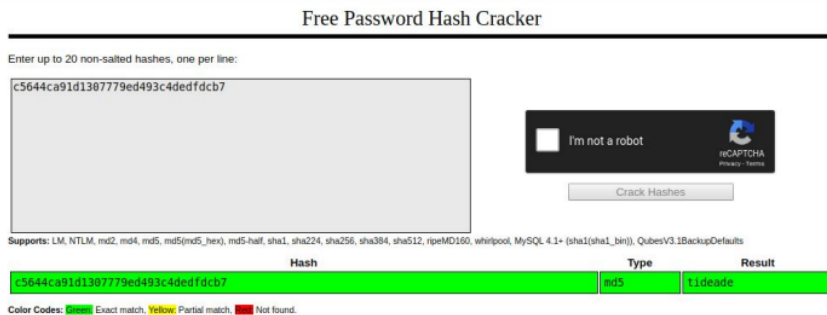 Free Password Hash Cracker
Enter up to 20 non-salted hashes, one per line:
c5644ca91d1307779ed493c4dedfdcb7
I'm not a robot
reCAPTCHA
Privacy - Terms
Crack Hashes
Supports: LM, NTLM, md2, md4, md5, md5(md5_hex), md5-half, sha1, sha224, sha256, sha384, sha512, ripeMD160, whirlpool, MySQL 4.1+ (sha1(sha1_bin)), QubesV3.1BackupDefaults
Hash Type Result
c5644ca91d1307779ed493c4dedfdcb7 md5 tideade
Color Codes: Green: Exact match, Yellow: Partial match, Red: Not found.